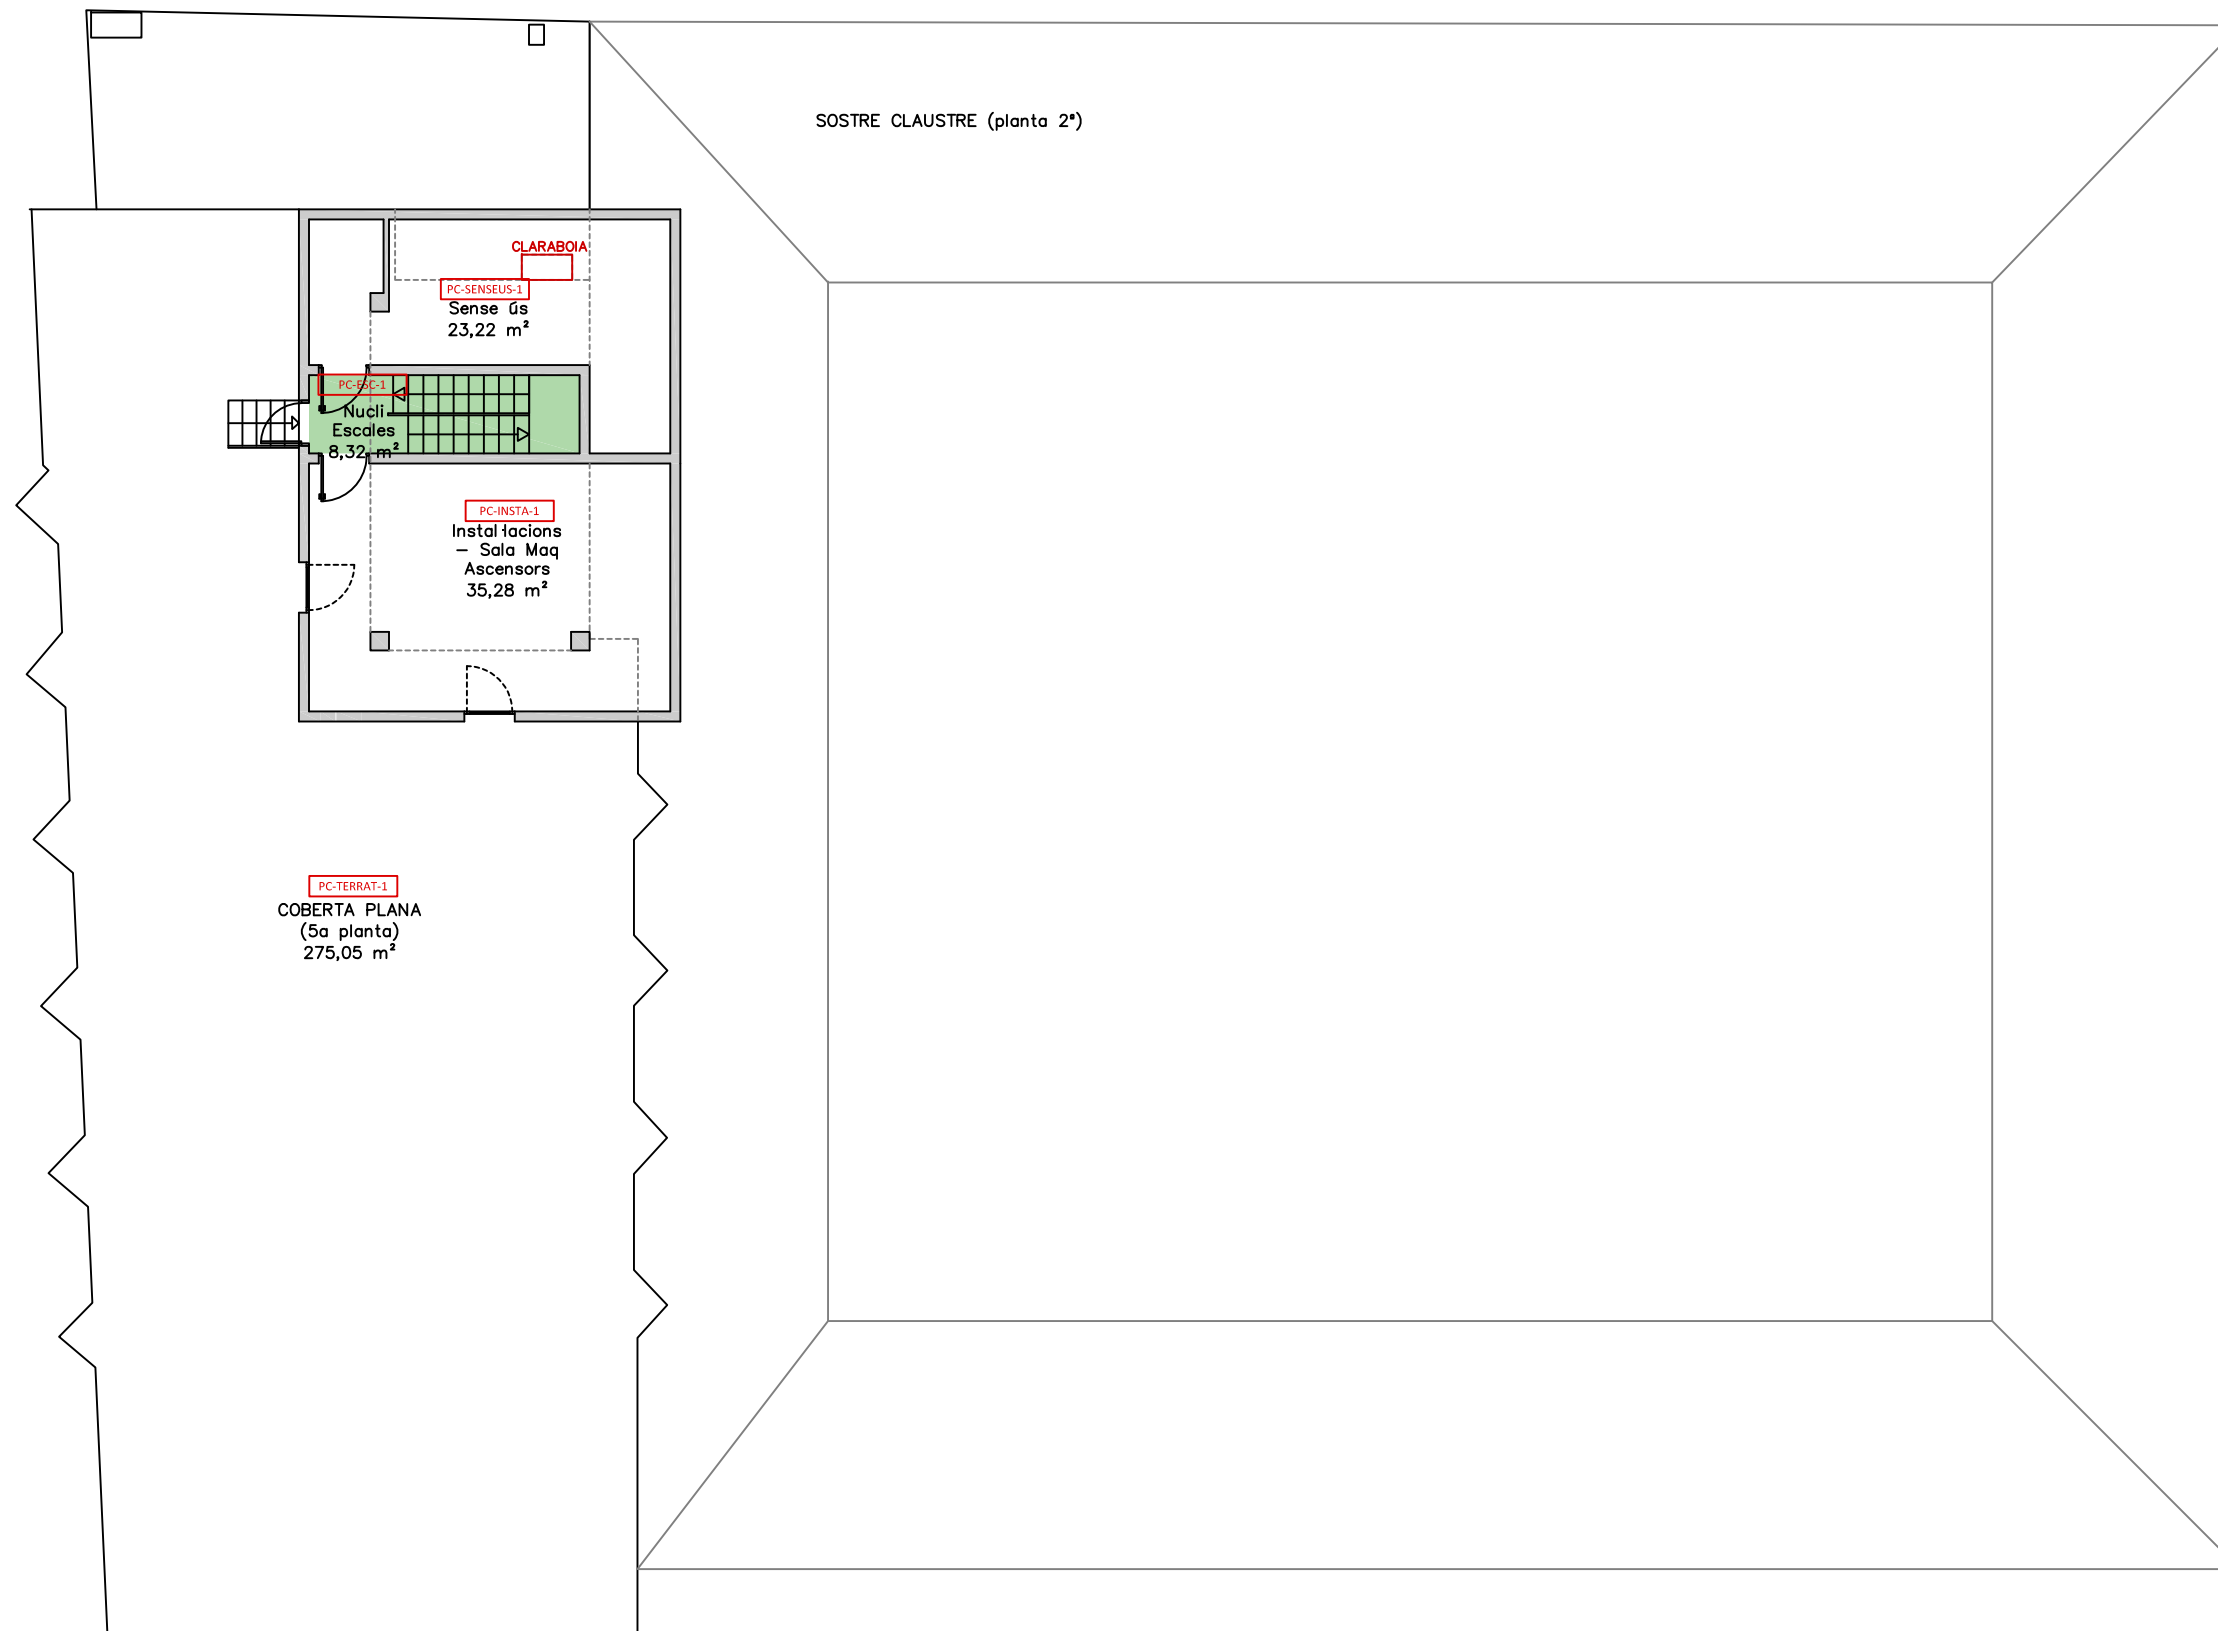 SOSTRE CLAUSTRE (planta 2ª)
CLARABOIA
PC-SENSEUS-1
Sense ús
23,22 m²
PC-ESC-1
Nucli
Escales
8,32 m²
PC-INSTA-1
Instal·lacions
– Sala Maq
Ascensors
35,28 m²
PC-TERRAT-1
COBERTA PLANA
(5a planta)
275,05 m²